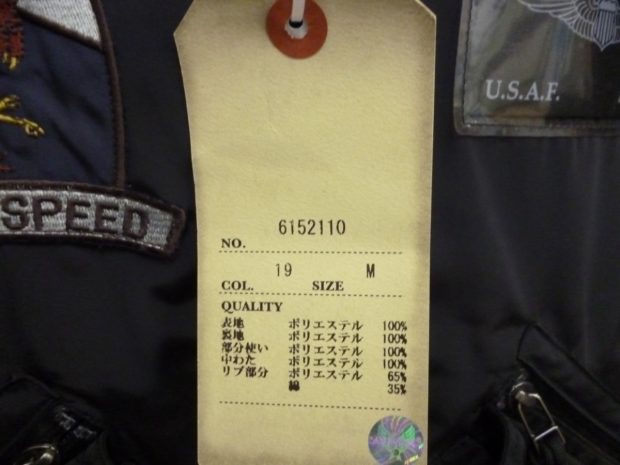 SPEED
U.S.A.F.
NO. 6152110
COL. 19 SIZE M
QUALITY
表地 ポリエステル 100%
裏地 ポリエステル 100%
部分使い ポリエステル 100%
中わた ポリエステル 100%
リブ部分 ポリエステル 65%
綿 35%